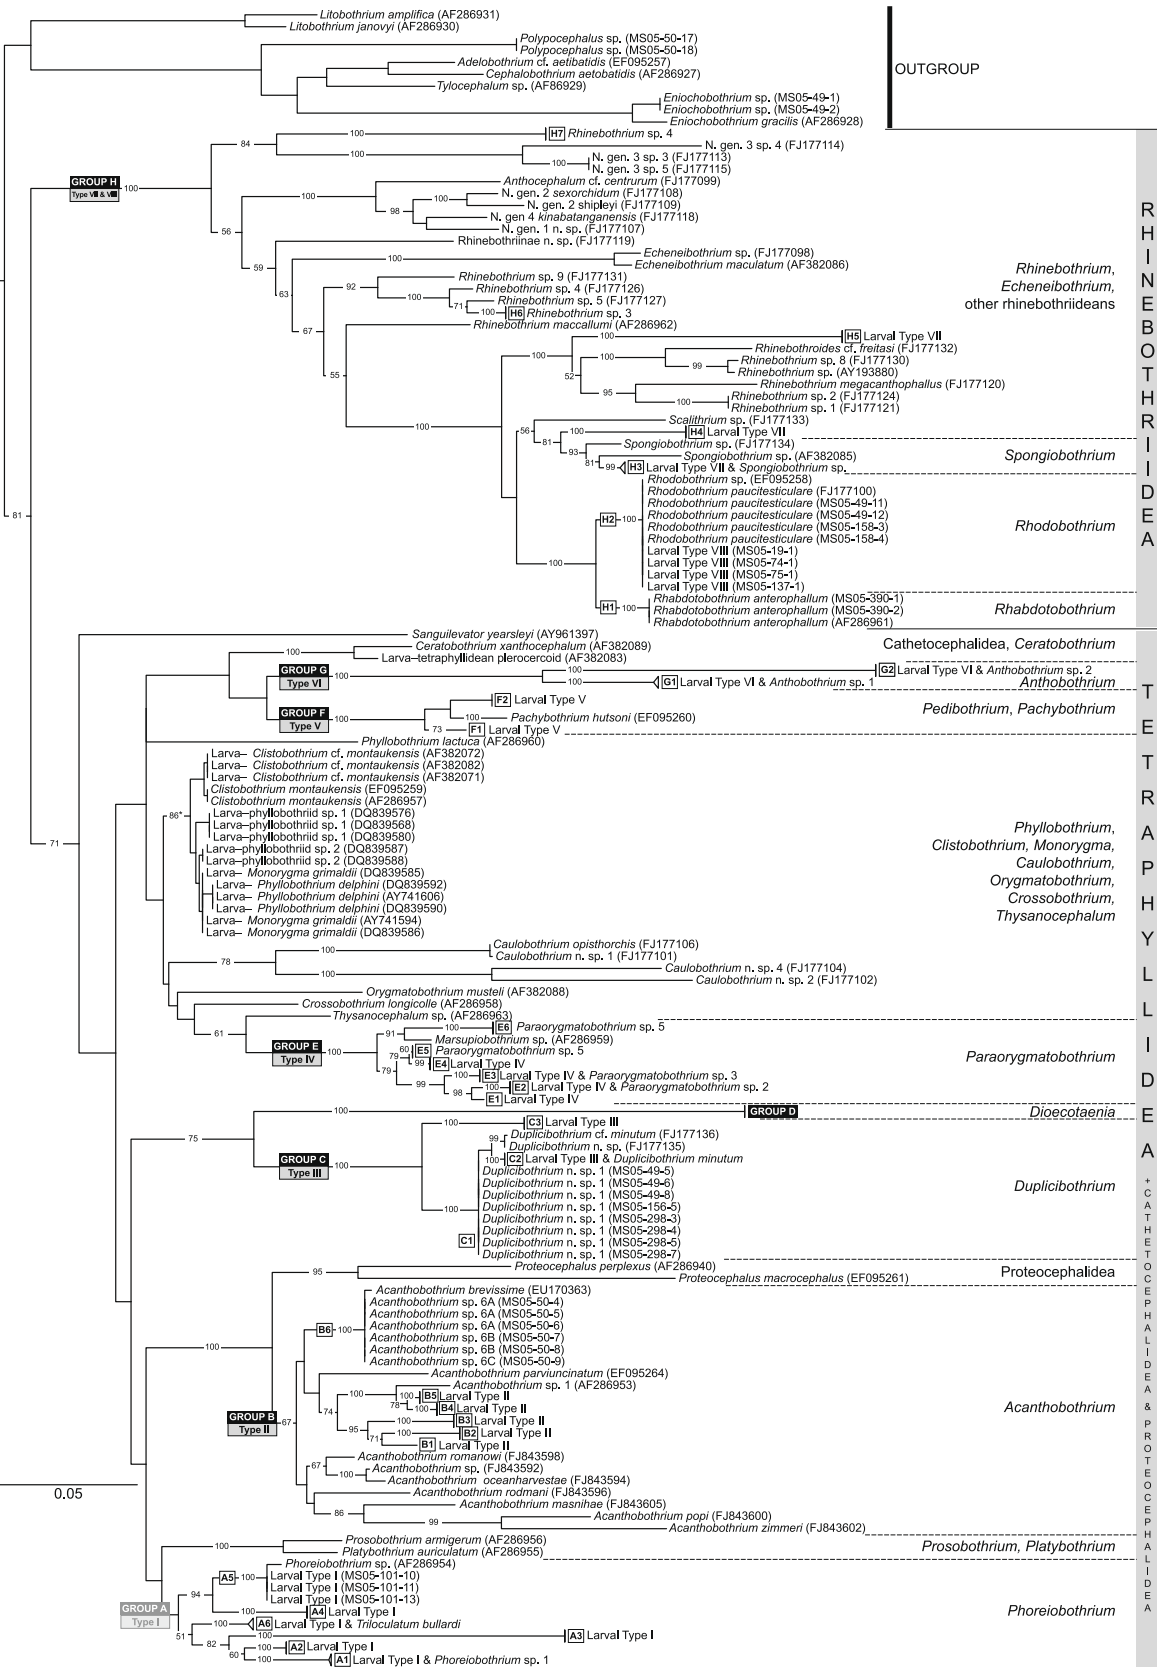 Litobothrium amplifica (AF286931)
Litobothrium janovyi (AF286930)
Polypocephalus sp. (MS05-50-17)
Polypocephalus sp. (MS05-50-18)
Adelobothrium cf. aetibatidis (EF095257)
Cephalobothrium aetobatidis (AF286927)
Tylocephalum sp. (AF86929)
OUTGROUP
Eniochobothrium sp. (MS05-49-1)
Eniochobothrium sp. (MS05-49-2)
Eniochobothrium gracilis (AF286928)
100 H7 Rhinebothrium sp. 4
84
100 N. gen. 3 sp. 4 (FJ177114)
N. gen. 3 sp. 3 (FJ177113)
100
N. gen. 3 sp. 5 (FJ177115)
GROUP H 100
Type VII & VIII
Anthocephalum cf. centrurum (FJ177099)
100
N. gen. 2 sexorchidum (FJ177108)
100
N. gen. 2 shipleyi (FJ177109)
98
N. gen 4 kinabatanganensis (FJ177118)
N. gen. 1 n. sp. (FJ177107)
56
Rhinebothriinae n. sp. (FJ177119)
Echeneibothrium sp. (FJ177098)
100
Echeneibothrium maculatum (AF382086)
59
Rhinebothrium sp. 9 (FJ177131)
92
Rhinebothrium sp. 4 (FJ177126)
100
Rhinebothrium sp. 5 (FJ177127)
71
100 H6 Rhinebothrium sp. 3
63
Rhinebothrium maccallumi (AF286962)
67
Rhinebothrium,
Echeneibothrium,
other rhinebothriideans
100 H5 Larval Type VII
Rhinebothroides cf. freitasi (FJ177132)
100
Rhinebothrium sp. 8 (FJ177130)
99
Rhinebothrium sp. (AY193880)
100
52
55
Rhinebothrium megacanthophallus (FJ177120)
95
Rhinebothrium sp. 2 (FJ177124)
100
Rhinebothrium sp. 1 (FJ177121)
100
Scalithrium sp. (FJ177133)
56
100 H4 Larval Type VII
81
Spongiobothrium sp. (FJ177134)
93
Spongiobothrium sp. (AF382085)
81
99 H3 Larval Type VII & Spongiobothrium sp.
Spongiobothrium
Rhodobothrium sp. (EF095258)
Rhodobothrium paucitesticulare (FJ177100)
Rhodobothrium paucitesticulare (MS05-49-11)
Rhodobothrium paucitesticulare (MS05-49-12)
H2 100
Rhodobothrium paucitesticulare (MS05-158-3)
Rhodobothrium
Rhodobothrium paucitesticulare (MS05-158-4)
Larval Type VIII (MS05-19-1)
100
Larval Type VIII (MS05-74-1)
Larval Type VIII (MS05-75-1)
Larval Type VIII (MS05-137-1)
Rhabdotobothrium anterophallum (MS05-390-1)
H1 100
Rhabdotobothrium anterophallum (MS05-390-2)
Rhabdotobothrium
Rhabdotobothrium anterophallum (AF286961)
RHINEBOTHRIIDEA
81
Sanguilevator yearsleyi (AY961397)
Ceratobothrium xanthocephalum (AF382089)
100
Larva-tetraphyllidean plerocercoid (AF382083)
Cathetocephalidea, Ceratobothrium
GROUP G 100
Type VI
100 G2 Larval Type VI & Anthobothrium sp. 2
100 G1 Larval Type VI & Anthobothrium sp. 1
Anthobothrium
F2 Larval Type V
GROUP F 100
Type V
100 Pachybothrium hutsoni (EF095260)
73 F1 Larval Type V
Pedibothrium, Pachybothrium
Phyllobothrium lactuca (AF286960)
Larva– Clistobothrium cf. montaukensis (AF382072)
Larva– Clistobothrium cf. montaukensis (AF382082)
Larva– Clistobothrium cf. montaukensis (AF382071)
Clistobothrium montaukensis (EF095259)
Clistobothrium montaukensis (AF286957)
86*
Larva–phyllobothriid sp. 1 (DQ839576)
Larva–phyllobothriid sp. 1 (DQ839568)
Larva–phyllobothriid sp. 1 (DQ839580)
Larva–phyllobothriid sp. 2 (DQ839587)
Larva–phyllobothriid sp. 2 (DQ839588)
Larva– Monorygma grimaldii (DQ839585)
Larva– Phyllobothrium delphini (DQ839592)
Larva– Phyllobothrium delphini (AY741606)
Larva– Phyllobothrium delphini (DQ839590)
Larva– Monorygma grimaldii (AY741594)
Larva– Monorygma grimaldii (DQ839586)
71
Phyllobothrium,
Clistobothrium, Monorygma,
Caulobothrium,
Orygmatobothrium,
Crossobothrium,
Thysanocephalum
Caulobothrium opisthorchis (FJ177106)
100
Caulobothrium n. sp. 1 (FJ177101)
78
Caulobothrium n. sp. 4 (FJ177104)
100
Caulobothrium n. sp. 2 (FJ177102)
Orygmatobothrium musteli (AF382088)
Crossobothrium longicolle (AF286958)
Thysanocephalum sp. (AF286963)
61
100 E6 Paraorygmatobothrium sp. 5
91
Marsupiobothrium sp. (AF286959)
GROUP E 100
Type IV
60 E5 Paraorygmatobothrium sp. 5
79
99 E4 Larval Type IV
79
100 E3 Larval Type IV & Paraorygmatobothrium sp. 3
99
100 E2 Larval Type IV & Paraorygmatobothrium sp. 2
98
E1 Larval Type IV
Paraorygmatobothrium
100 GROUP D
Dioecotaenia
75
100 C3 Larval Type III
Duplicibothrium cf. minutum (FJ177136)
99
Duplicibothrium n. sp. (FJ177135)
GROUP C 100
Type III
100 C2 Larval Type III & Duplicibothrium minutum
Duplicibothrium n. sp. 1 (MS05-49-5)
Duplicibothrium n. sp. 1 (MS05-49-6)
Duplicibothrium
Duplicibothrium n. sp. 1 (MS05-49-8)
100
Duplicibothrium n. sp. 1 (MS05-156-5)
Duplicibothrium n. sp. 1 (MS05-298-3)
Duplicibothrium n. sp. 1 (MS05-298-4)
C1
Duplicibothrium n. sp. 1 (MS05-298-5)
Duplicibothrium n. sp. 1 (MS05-298-7)
TETRAPHYLLIDEA
+CATHETOCEPHALIDEA & PROTEOCEPHALIDEA
Proteocephalus perplexus (AF286940)
95
Proteocephalus macrocephalus (EF095261)
Proteocephalidea
Acanthobothrium brevissime (EU170363)
Acanthobothrium sp. 6A (MS05-50-4)
Acanthobothrium sp. 6A (MS05-50-5)
Acanthobothrium sp. 6A (MS05-50-6)
B6 100
Acanthobothrium sp. 6B (MS05-50-7)
Acanthobothrium sp. 6B (MS05-50-8)
Acanthobothrium sp. 6C (MS05-50-9)
100
Acanthobothrium parviuncinatum (EF095264)
Acanthobothrium sp. 1 (AF286953)
100
100 B5 Larval Type II
78
100 B4 Larval Type II
74
100 B3 Larval Type II
95
100 B2 Larval Type II
71
B1 Larval Type II
Acanthobothrium
GROUP B 67
Type II
Acanthobothrium romanowi (FJ843598)
67
Acanthobothrium sp. (FJ843592)
100
Acanthobothrium oceanharvestae (FJ843594)
Acanthobothrium rodmani (FJ843596)
Acanthobothrium masnihae (FJ843605)
86
Acanthobothrium popi (FJ843600)
99
Acanthobothrium zimmeri (FJ843602)
0.05
Prosobothrium armigerum (AF286956)
100
Platybothrium auriculatum (AF286955)
Prosobothrium, Platybothrium
Phoreiobothrium sp. (AF286954)
A5 100
Larval Type I (MS05-101-10)
Larval Type I (MS05-101-11)
94
Larval Type I (MS05-101-13)
100 A4 Larval Type I
GROUP A
Type I
100 A6 Larval Type I & Triloculatum bullardi
51
100 A3 Larval Type I
82
100 A2 Larval Type I
60
100 A1 Larval Type I & Phoreiobothrium sp. 1
Phoreiobothrium